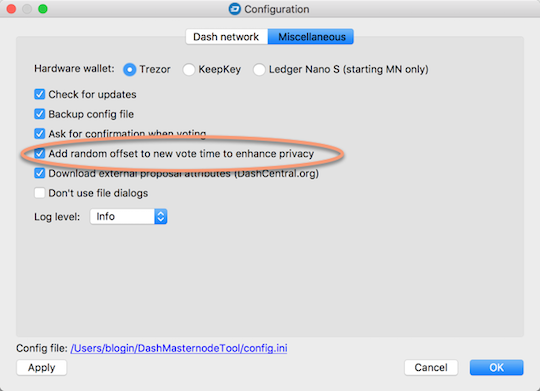 Configuration
Dash network Miscellaneous
Hardware wallet: Trezor KeepKey Ledger Nano S (starting MN only)
Check for updates
Backup config file
Ask for confirmation when voting
Add random offset to new vote time to enhance privacy
Download external proposal attributes (DashCentral.org)
Don't use file dialogs
Log level: Info
Config file: /Users/blogin/DashMasternodeTool/config.ini
Apply Cancel OK